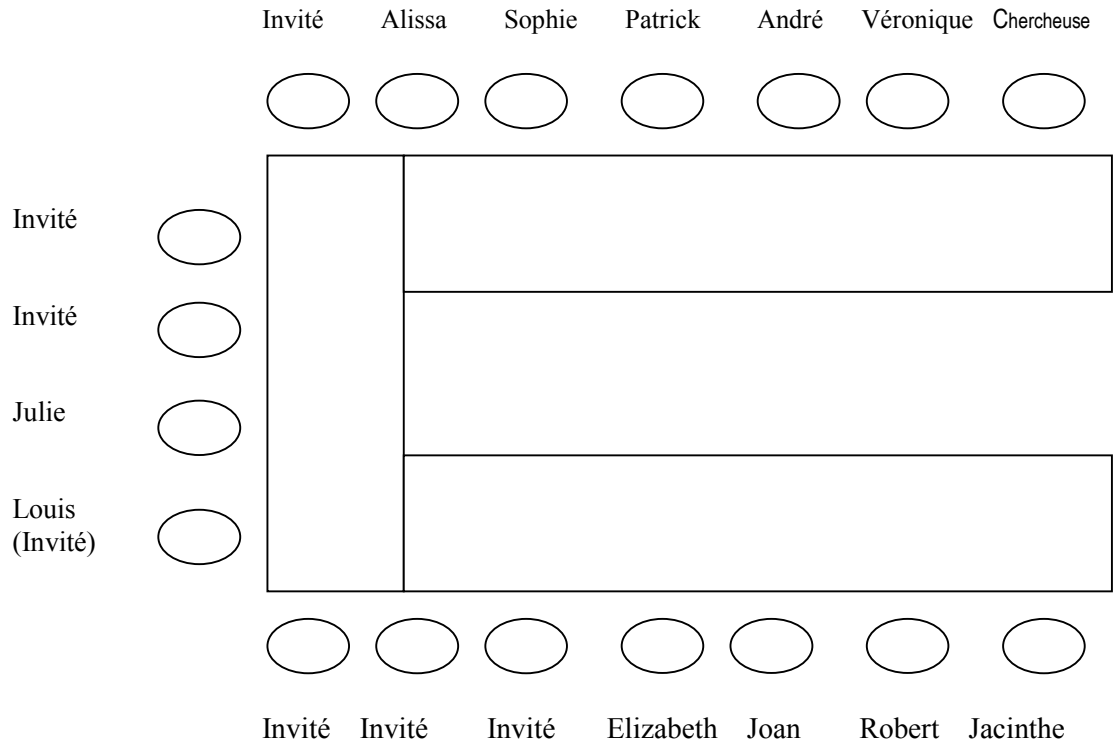 Invité Alissa Sophie Patrick André Véronique Chercheuse
Invité
Invité
Julie
Louis
(Invité)
Invité Invité Invité Elizabeth Joan Robert Jacinthe